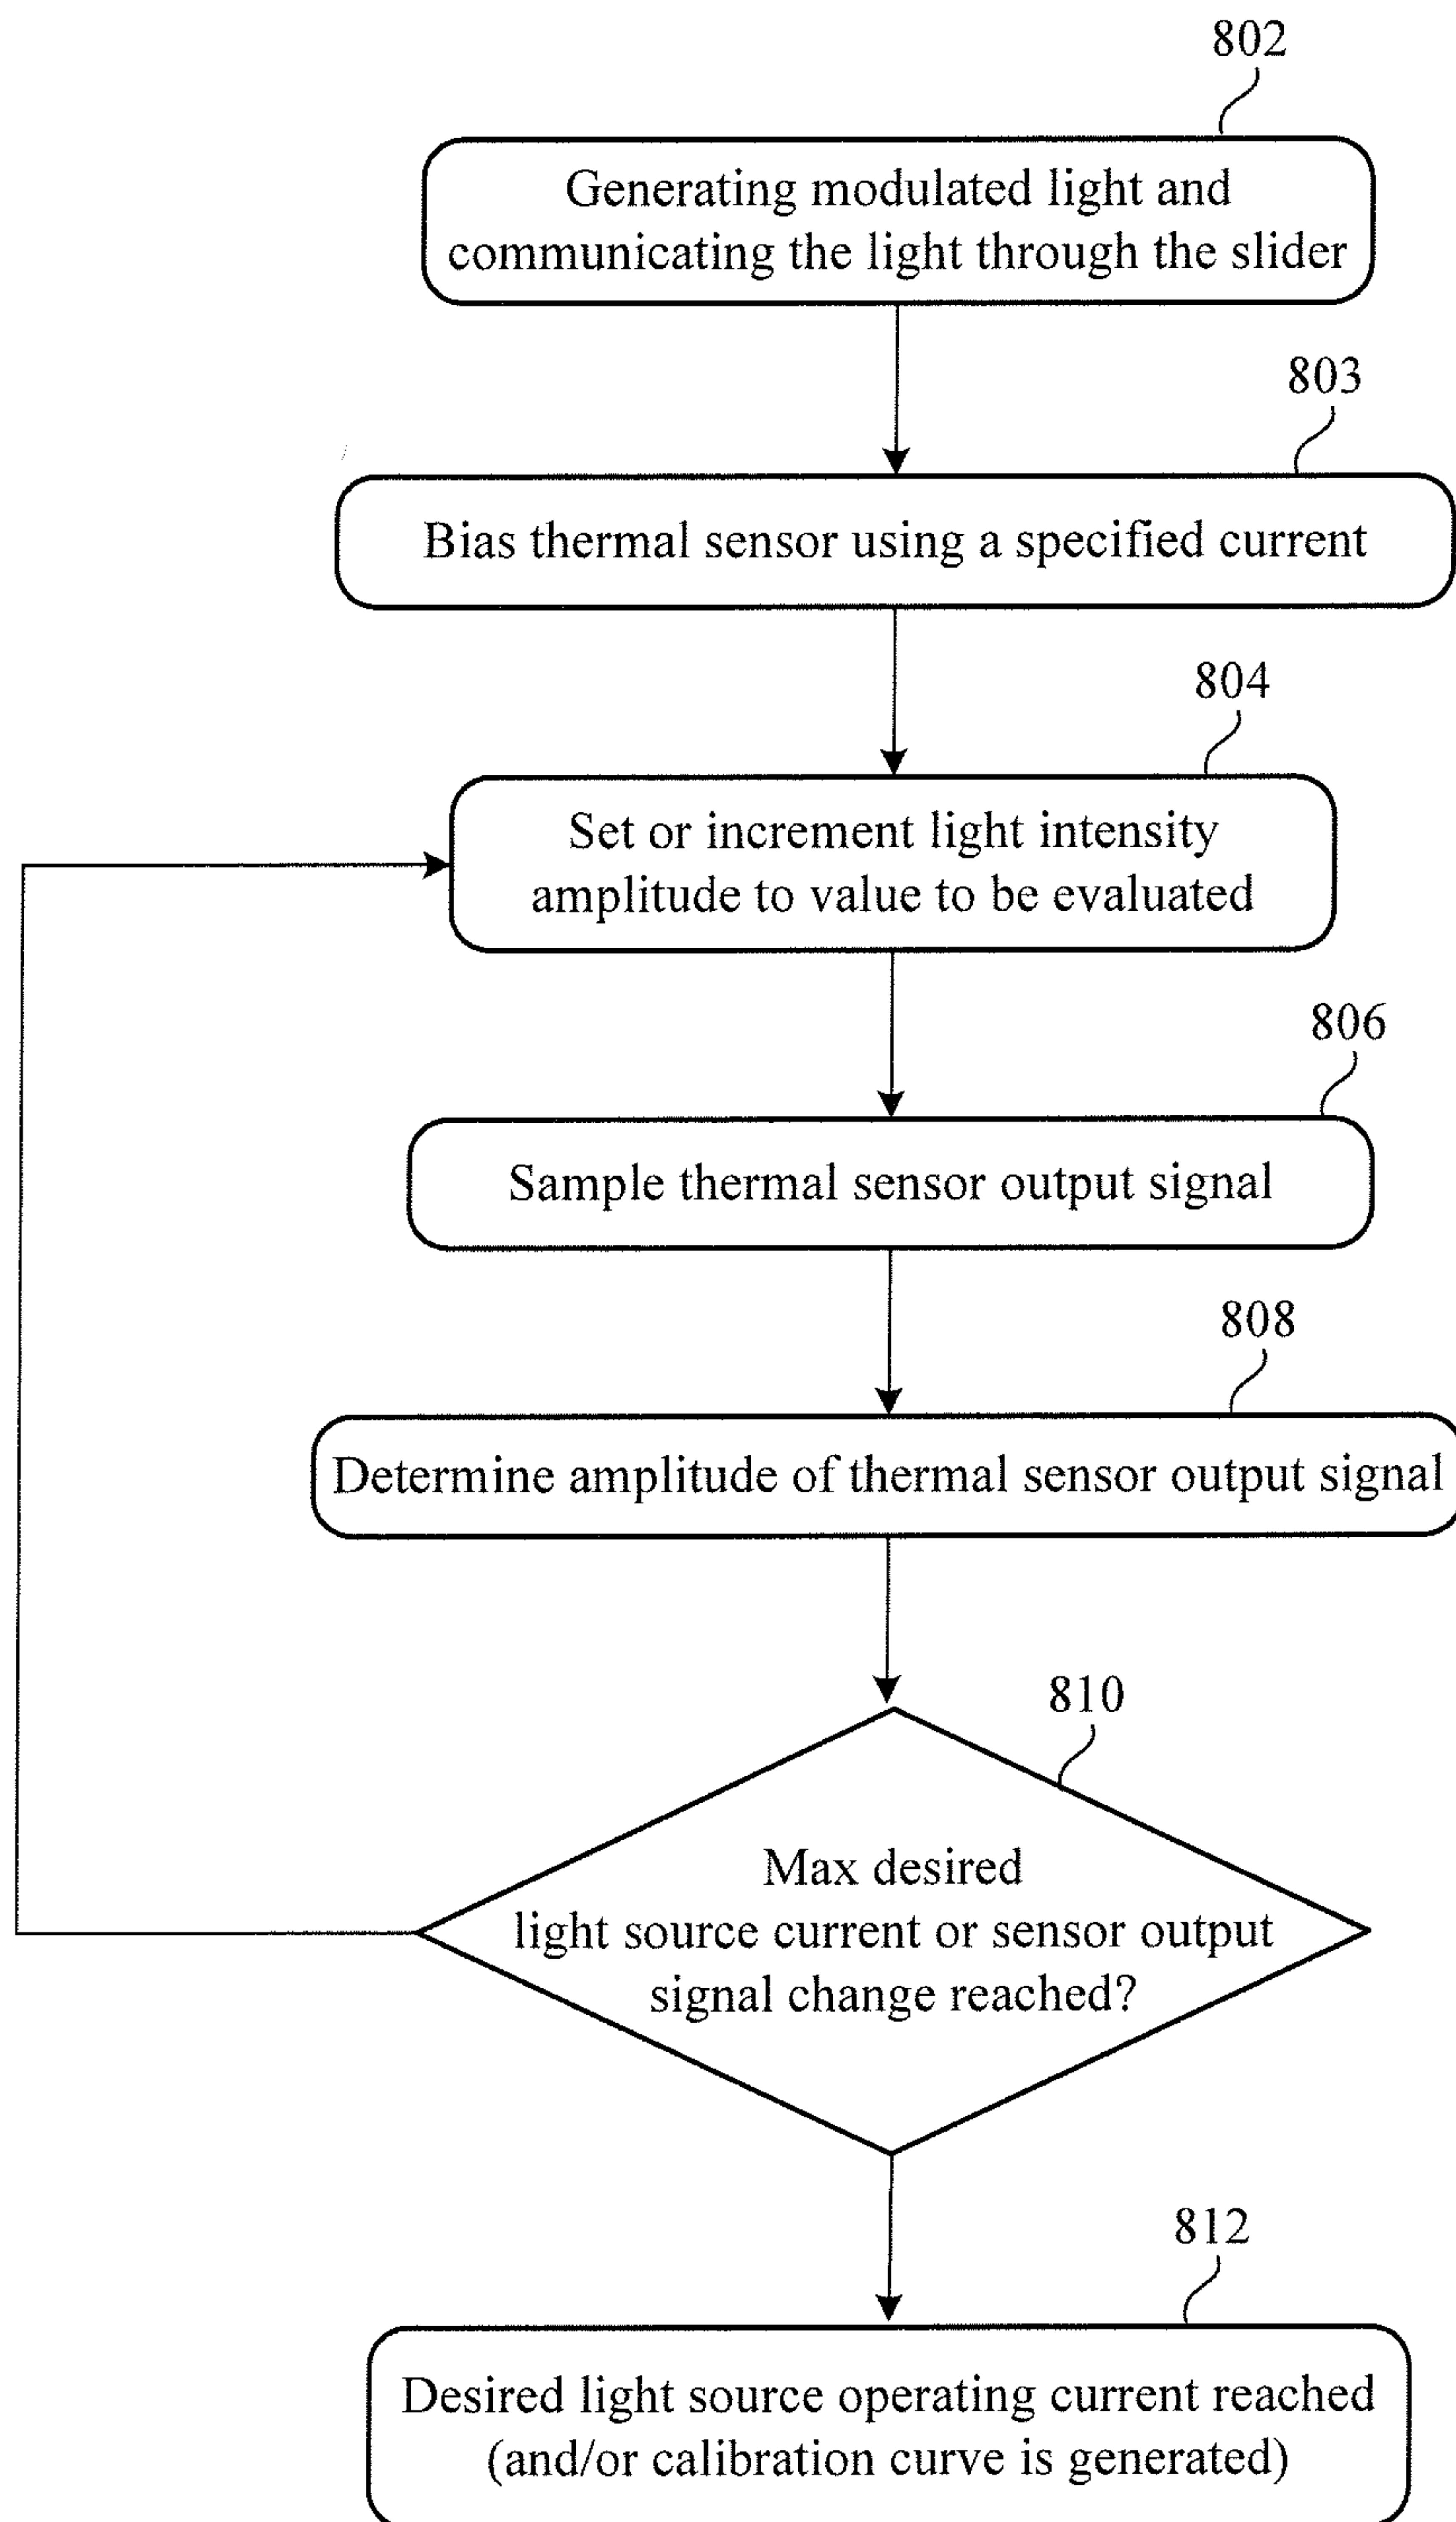 802
Generating modulated light and
communicating the light through the slider
803
Bias thermal sensor using a specified current
804
Set or increment light intensity
amplitude to value to be evaluated
806
Sample thermal sensor output signal
808
Determine amplitude of thermal sensor output signal
810
Max desired
light source current or sensor output
signal change reached?
812
Desired light source operating current reached
(and/or calibration curve is generated)